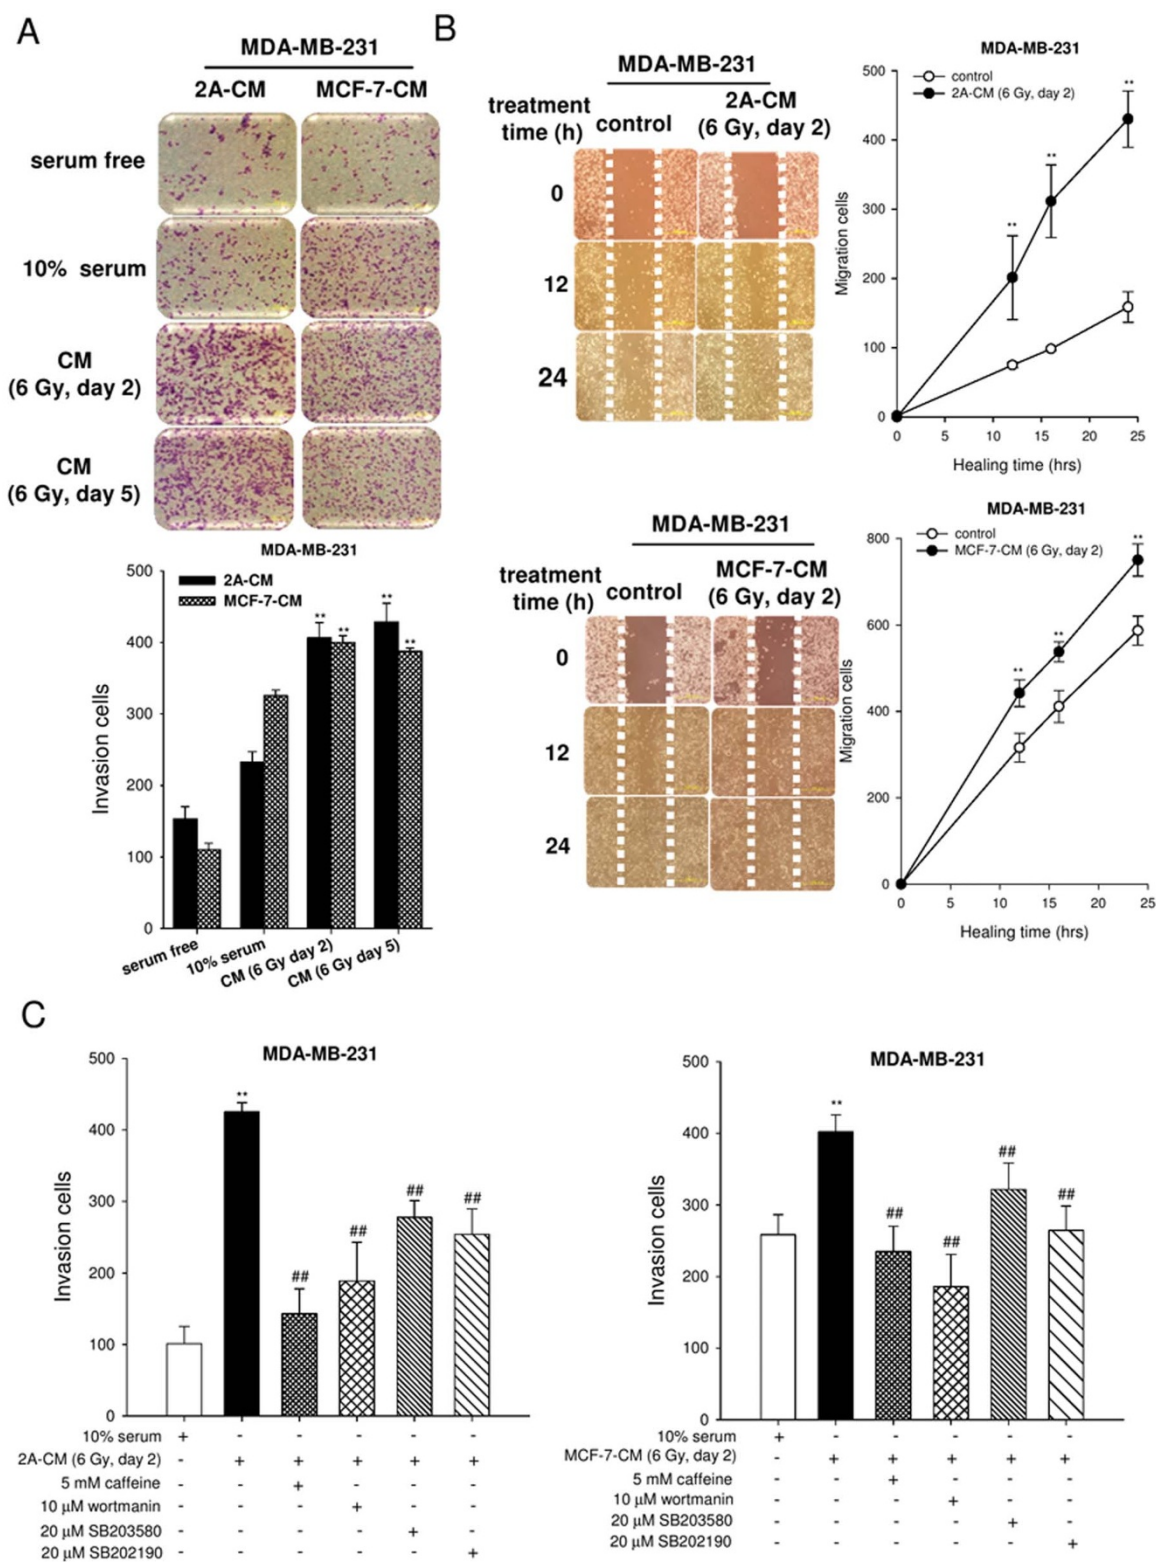 A
MDA-MB-231
2A-CM MCF-7-CM
serum free
10% serum
CM
(6 Gy, day 2)
CM
(6 Gy, day 5)
MDA-MB-231
2A-CM
MCF-7-CM
Invasion cells
500
400
300
200
100
0
** ** ** **
serum free
10% serum
CM (6 Gy day 2)
CM (6 Gy day 5)
B
MDA-MB-231
treatment
time (h)
control
2A-CM
(6 Gy, day 2)
0
12
24
MDA-MB-231
control
2A-CM (6 Gy, day 2)
Migration cells
500
400
300
200
100
0
** ** **
0 5 10 15 20 25
Healing time (hrs)
MDA-MB-231
treatment
time (h)
control
MCF-7-CM
(6 Gy, day 2)
0
12
24
MDA-MB-231
control
MCF-7-CM (6 Gy, day 2)
Migration cells
800
600
400
200
0
** ** **
0 5 10 15 20 25
Healing time (hrs)
C
MDA-MB-231
Invasion cells
500
400
300
200
100
0
** ## ## ## ##
10% serum + - - - - -
2A-CM (6 Gy, day 2) - + + + + +
5 mM caffeine - - + - - -
10 µM wortmanin - - - + - -
20 µM SB203580 - - - - + -
20 µM SB202190 - - - - - +
MDA-MB-231
Invasion cells
500
400
300
200
100
0
** ## ## ## ##
10% serum + - - - - -
MCF-7-CM (6 Gy, day 2) - + + + + +
5 mM caffeine - - + - - -
10 µM wortmanin - - - + - -
20 µM SB203580 - - - - + -
20 µM SB202190 - - - - - +